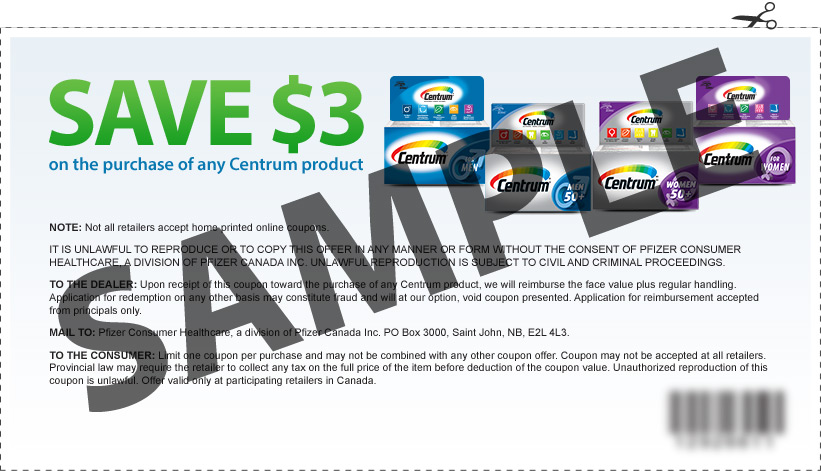 SAVE $3
on the purchase of any Centrum product
Centrum
Centrum
Centrum
Centrum
Centrum
MEN
Centrum
MEN
50+
Centrum
WOMEN
50+
Centrum
FOR
WOMEN
SAMPLE
NOTE: Not all retailers accept home-printed online coupons.
IT IS UNLAWFUL TO REPRODUCE OR TO COPY THIS OFFER IN ANY MANNER OR FORM WITHOUT THE CONSENT OF PFIZER CONSUMER
HEALTHCARE, A DIVISION OF PFIZER CANADA INC. UNLAWFUL REPRODUCTION IS SUBJECT TO CIVIL AND CRIMINAL PROCEEDINGS.
TO THE DEALER: Upon receipt of this coupon toward the purchase of any Centrum product, we will reimburse the face value plus regular handling.
Application for redemption on any other basis may constitute fraud and will at our option, void coupon presented. Application for reimbursement accepted
from principals only.
MAIL TO: Pfizer Consumer Healthcare, a division of Pfizer Canada Inc. PO Box 3000, Saint John, NB, E2L 4L3.
TO THE CONSUMER: Limit one coupon per purchase and may not be combined with any other coupon offer. Coupon may not be accepted at all retailers.
Provincial law may require the retailer to collect any tax on the full price of the item before deduction of the coupon value. Unauthorized reproduction of this
coupon is unlawful. Offer valid only at participating retailers in Canada.